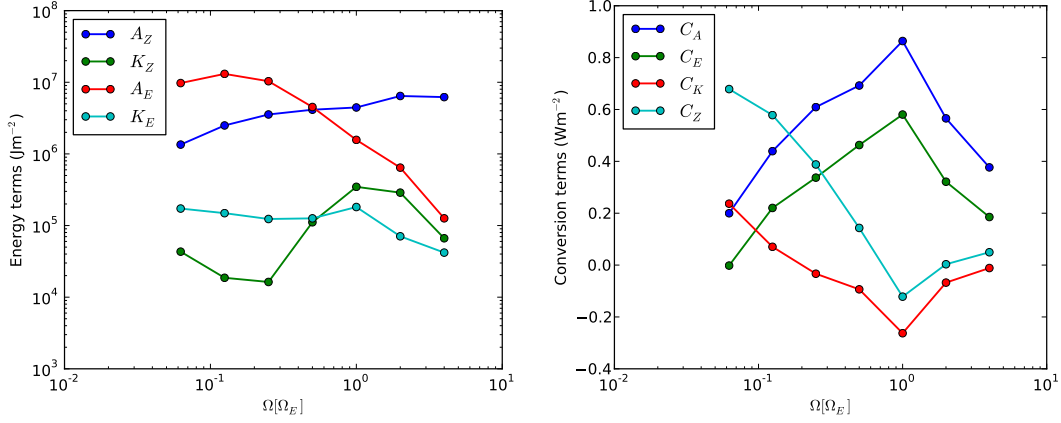 10^8
10^7
10^6
10^5
10^4
10^3
Energy terms (Jm^{-2})
A_Z
K_Z
A_E
K_E
10^{-2}
10^{-1}
10^0
10^1
Ω[Ω_E]
1.0
0.8
0.6
0.4
0.2
0.0
−0.2
−0.4
Conversion terms (Wm^{-2})
C_A
C_E
C_K
C_Z
10^{-2}
10^{-1}
10^0
10^1
Ω[Ω_E]